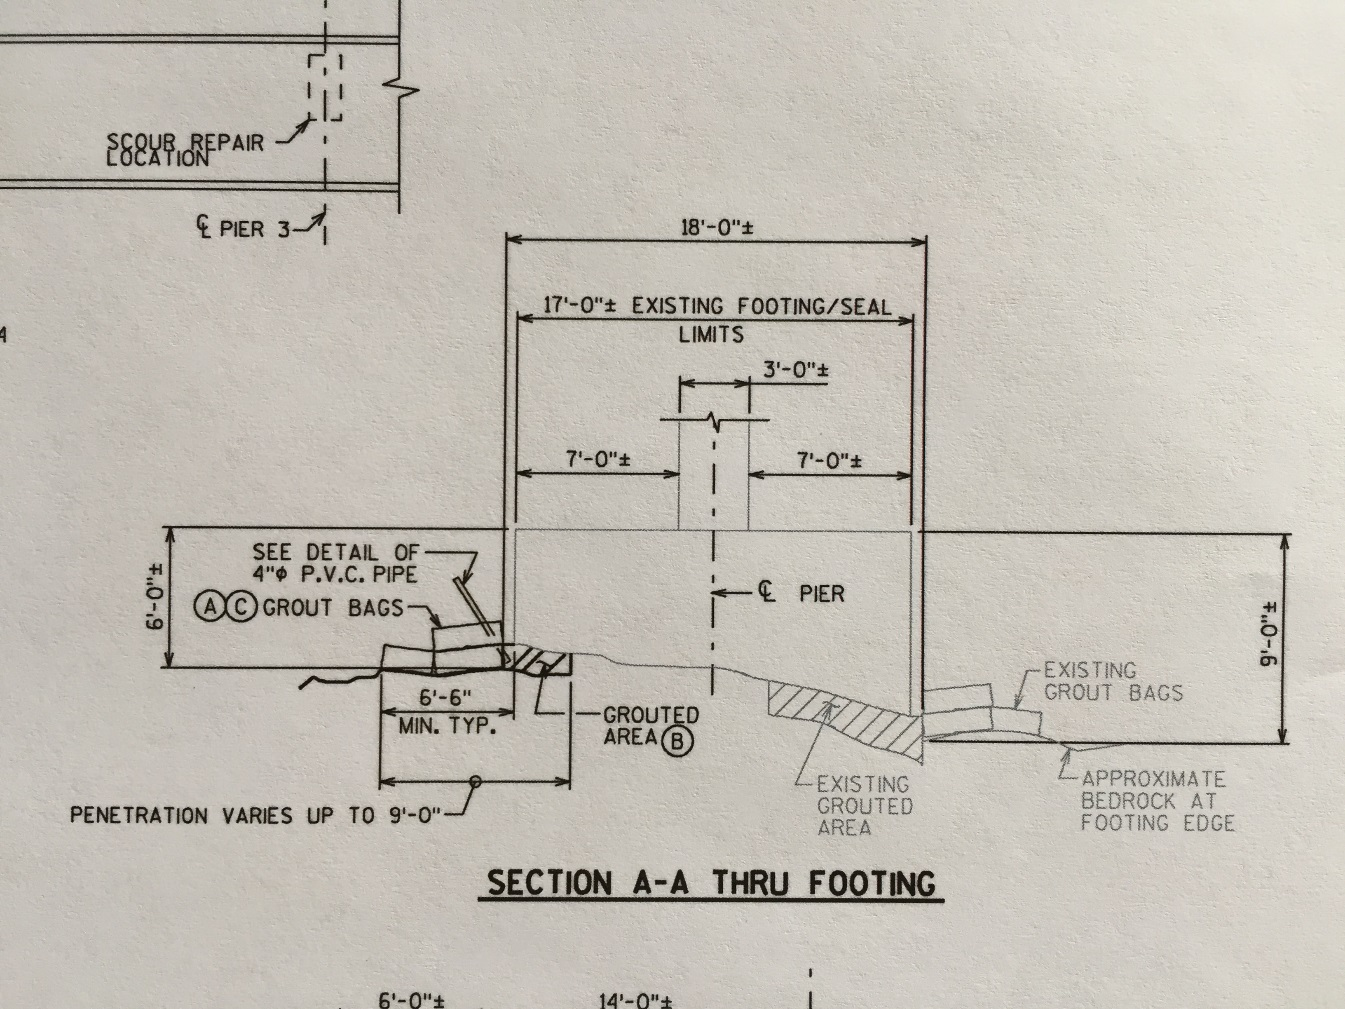 SCOUR REPAIR
LOCATION
℄ PIER 3
18'-0"±
17'-0"± EXISTING FOOTING/SEAL
LIMITS
3'-0"±
7'-0"±
7'-0"±
SEE DETAIL OF
4"φ P.V.C. PIPE
A C GROUT BAGS
6'-0"±
℄ PIER
9'-0"±
EXISTING
GROUT BAGS
6'-6"
MIN. TYP.
GROUTED
AREA B
PENETRATION VARIES UP TO 9'-0"
EXISTING
GROUTED
AREA
APPROXIMATE
BEDROCK AT
FOOTING EDGE
SECTION A-A THRU FOOTING
6'-0"±
14'-0"±